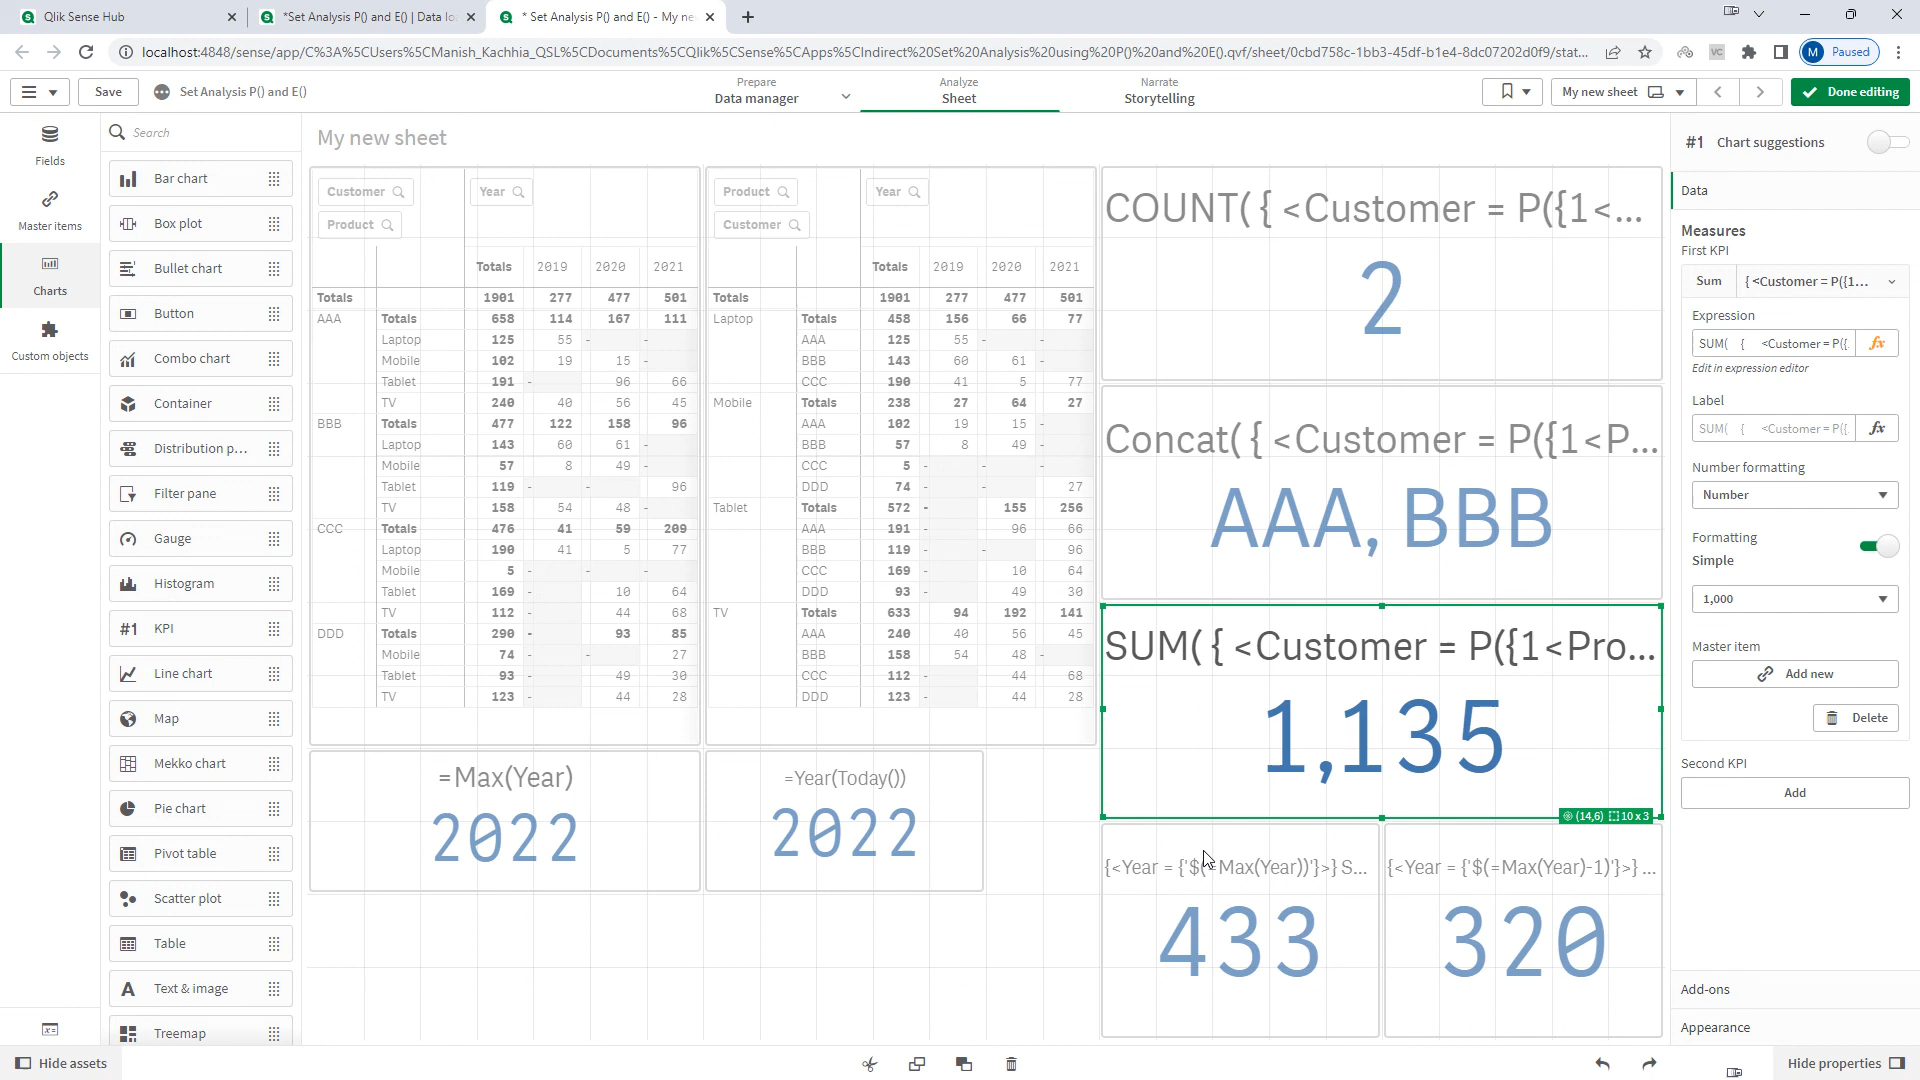 Qlik Sense Hub
*Set Analysis P() and E() | Data lo
* Set Analysis P() and E() - My ne
localhost:4848/sense/app/C%3A%5CUsers%5CManish_Kachhia_QSL%5CDocuments%5CQlik%5CSense%5CApps%5CIndirect%20Set%20Analysis%20using%20P()%20and%20E().qvf/sheet/0cbd758c-1bb3-45df-b1e4-8dc07202d0f9/stat...
VC
M Paused
Save
Set Analysis P() and E()
Prepare
Data manager
Analyze
Sheet
Narrate
Storytelling
My new sheet
Done editing
Fields
Master items
Charts
Custom objects
Search
Bar chart
Box plot
Bullet chart
Button
Combo chart
Container
Distribution p...
Filter pane
Gauge
Histogram
#1 KPI
Line chart
Map
Mekko chart
Pie chart
Pivot table
Scatter plot
Table
A Text & image
Treemap
Hide assets
My new sheet
Customer
Product
Year
Totals 2019 2020 2021
Totals 1901 277 477 501
AAA Totals 658 114 167 111
Laptop 125 55 - -
Mobile 102 19 15 -
Tablet 191 - 96 66
TV 240 40 56 45
BBB Totals 477 122 158 96
Laptop 143 60 61 -
Mobile 57 8 49 -
Tablet 119 - - 96
TV 158 54 48 -
CCC Totals 476 41 59 209
Laptop 190 41 5 77
Mobile 5 - - -
Tablet 169 - 10 64
TV 112 - 44 68
DDD Totals 290 - 93 85
Mobile 74 - - 27
Tablet 93 - 49 30
TV 123 - 44 28
Product
Customer
Year
Totals 2019 2020 2021
Totals 1901 277 477 501
Laptop Totals 458 156 66 77
AAA 125 55 - -
BBB 143 60 61 -
CCC 190 41 5 77
Mobile Totals 238 27 64 27
AAA 102 19 15 -
BBB 57 8 49 -
CCC 5 - - -
DDD 74 - - 27
Tablet Totals 572 - 155 256
AAA 191 - 96 66
BBB 119 - - 96
CCC 169 - 10 64
DDD 93 - 49 30
TV Totals 633 94 192 141
AAA 240 40 56 45
BBB 158 54 48 -
CCC 112 - 44 68
DDD 123 - 44 28
=Max(Year)
2022
=Year(Today())
2022
COUNT( { <Customer = P({1<...
2
Concat( { <Customer = P({1<P...
AAA, BBB
SUM( { <Customer = P({1<Pro...
1,135
(14,6) 10 x 3
{<Year = {'$(=Max(Year))'}>} S...
433
{<Year = {'$(=Max(Year)-1)'}>} ...
320
#1 Chart suggestions
Data
Measures
First KPI
Sum { <Customer = P({1...
Expression
SUM( { <Customer = P({
fx
Edit in expression editor
Label
SUM( { <Customer = P({
fx
Number formatting
Number
Formatting
Simple
1,000
Master item
Add new
Delete
Second KPI
Add
Add-ons
Appearance
Hide properties